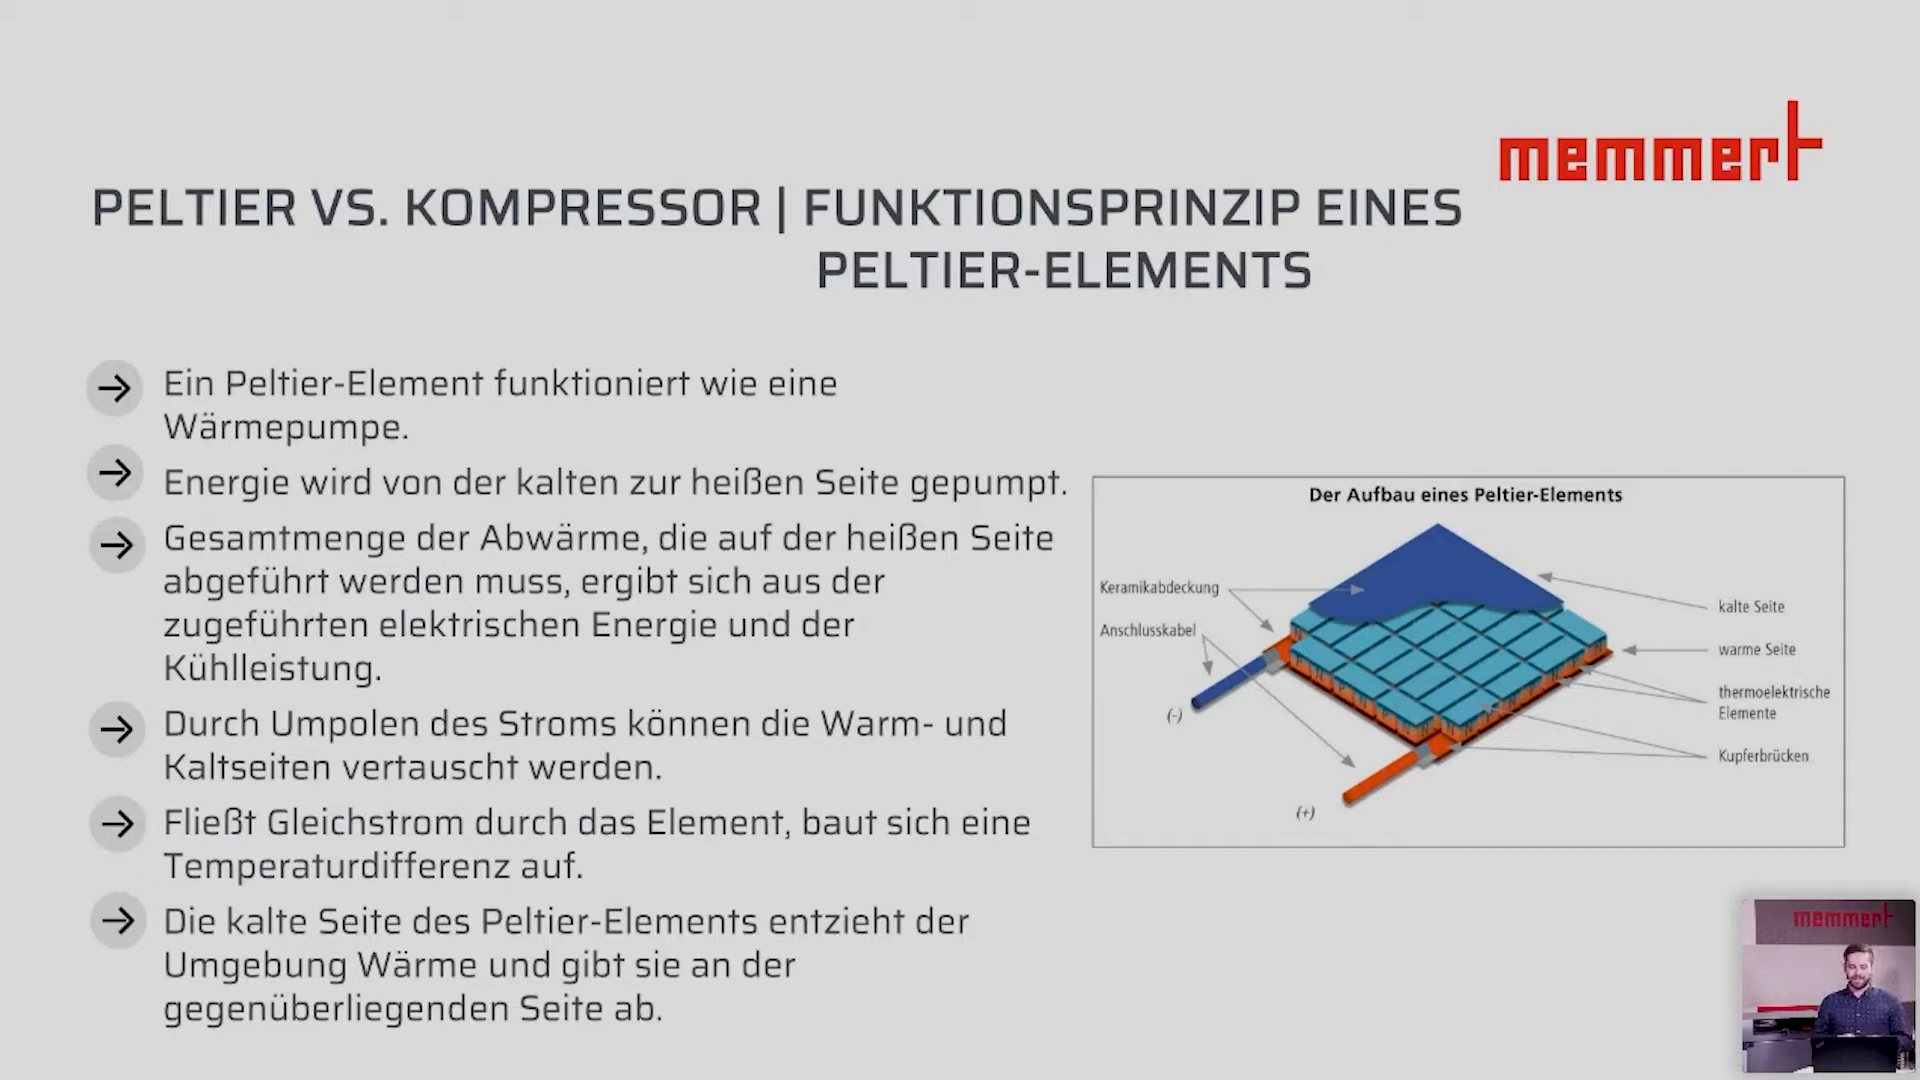 memmert
PELTIER VS. KOMPRESSOR | FUNKTIONSPRINZIP EINES
PELTIER-ELEMENTS
Ein Peltier-Element funktioniert wie eine
Wärmepumpe.
Energie wird von der kalten zur heißen Seite gepumpt.
Gesamtmenge der Abwärme, die auf der heißen Seite
abgeführt werden muss, ergibt sich aus der
zugeführten elektrischen Energie und der
Kühlleistung.
Durch Umpolen des Stroms können die Warm- und
Kaltseiten vertauscht werden.
Fließt Gleichstrom durch das Element, baut sich eine
Temperaturdifferenz auf.
Die kalte Seite des Peltier-Elements entzieht der
Umgebung Wärme und gibt sie an der
gegenüberliegenden Seite ab.
Der Aufbau eines Peltier-Elements
Keramikabdeckung
Anschlusskabel
(-)
(+)
kalte Seite
warme Seite
thermoelektrische
Elemente
Kupferbrücken
memmert